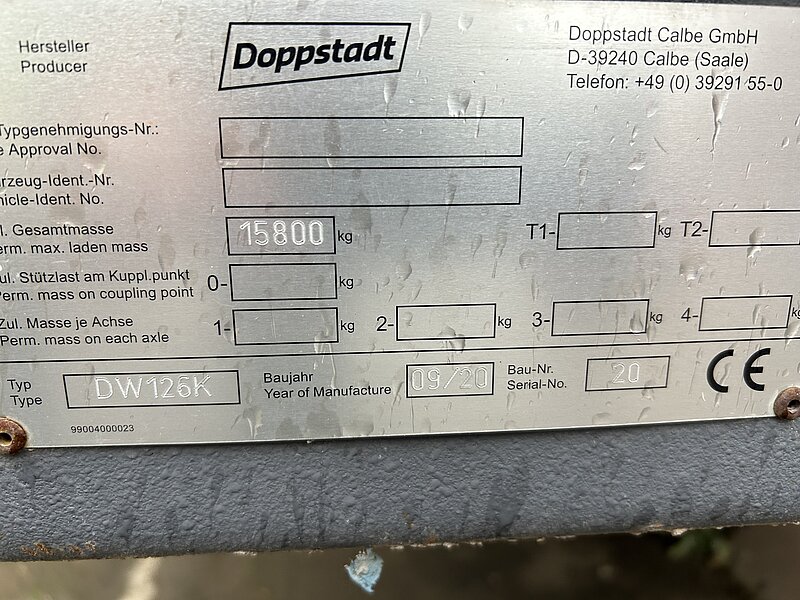 Hersteller
Producer
Doppstadt
Doppstadt Calbe GmbH
D-39240 Calbe (Saale)
Telefon: +49 (0) 39291 55-0
Typgenehmigungs-Nr.:
e Approval No.
rzeug-Ident.-Nr.
hicle-Ident. No.
l. Gesamtmasse
erm. max. laden mass
15800 kg
T1- kg T2-
ul. Stützlast am Kuppl.punkt
Perm. mass on coupling point
0- kg
Zul. Masse je Achse
Perm. mass on each axle
1- kg 2- kg 3- kg 4- kg
Typ
Type
DW126K
Baujahr
Year of Manufacture
09/20
Bau-Nr.
Serial-No.
20
CE
99004000023